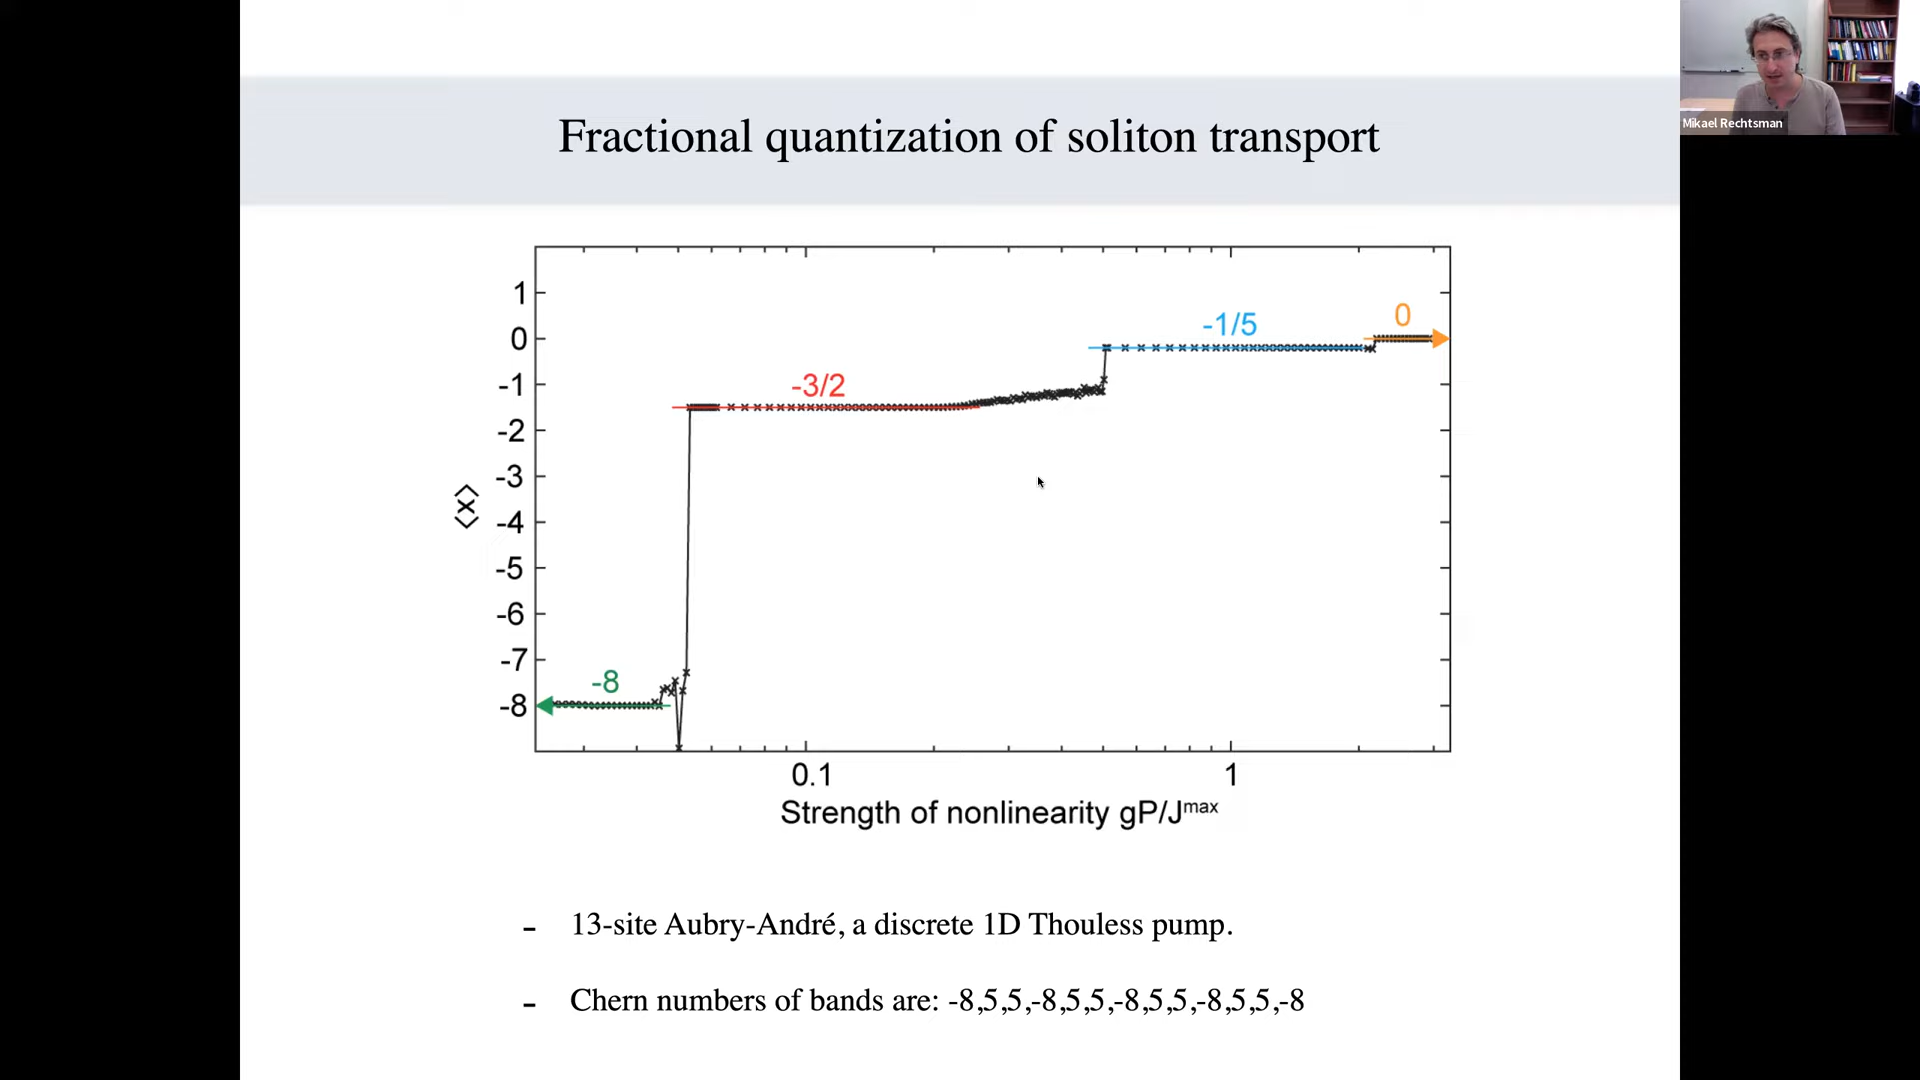 Mikael Rechtsman
Fractional quantization of soliton transport
1
0
-1
-2
-3
-4
-5
-6
-7
-8
⟨x⟩
-8
-3/2
-1/5
0
0.1
1
Strength of nonlinearity gP/Jmax
- 13-site Aubry-André, a discrete 1D Thouless pump.
- Chern numbers of bands are: -8,5,5,-8,5,5,-8,5,5,-8,5,5,-8